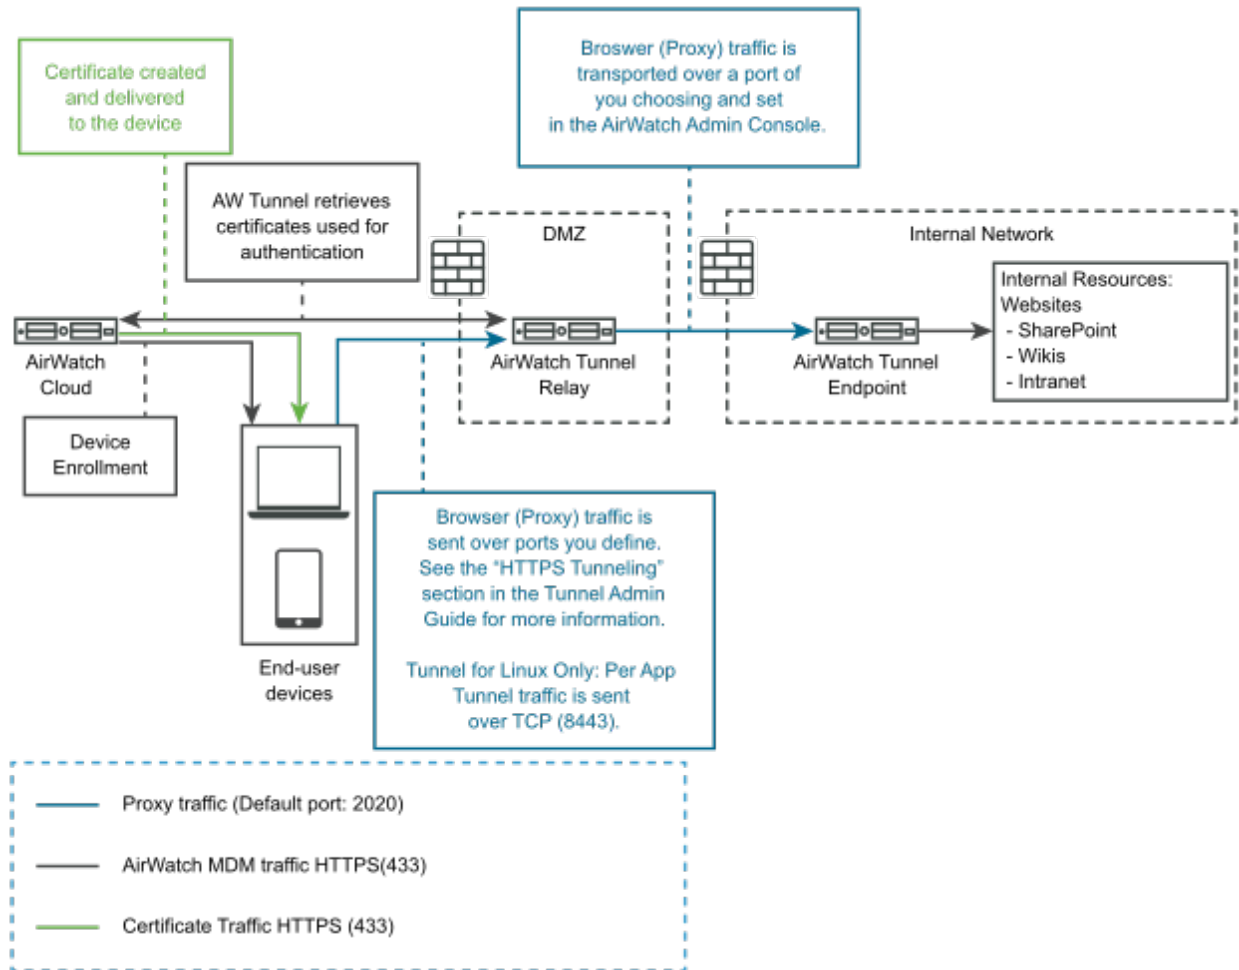 Certificate created
and delivered
to the device
Broswer (Proxy) traffic is
transported over a port of
you choosing and set
in the AirWatch Admin Console.
AW Tunnel retrieves
certificates used for
authentication
DMZ
Internal Network
Internal Resources:
Websites
- SharePoint
- Wikis
- Intranet
AirWatch
Cloud
AirWatch Tunnel
Relay
AirWatch Tunnel
Endpoint
Device
Enrollment
Browser (Proxy) traffic is
sent over ports you define.
See the “HTTPS Tunneling”
section in the Tunnel Admin
Guide for more information.
Tunnel for Linux Only: Per App
Tunnel traffic is sent
over TCP (8443).
End-user
devices
Proxy traffic (Default port: 2020)
AirWatch MDM traffic HTTPS(433)
Certificate Traffic HTTPS (433)